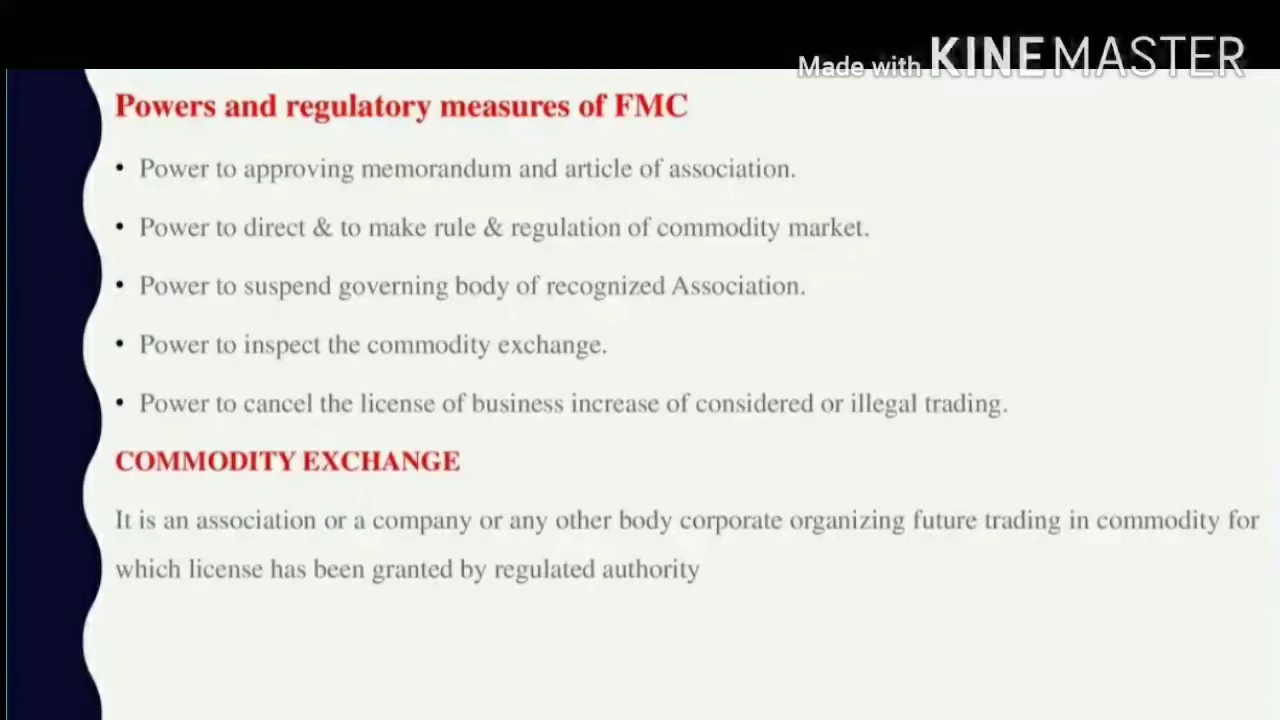 Made with KINEMASTER
Powers and regulatory measures of FMC
• Power to approving memorandum and article of association.
• Power to direct & to make rule & regulation of commodity market.
• Power to suspend governing body of recognized Association.
• Power to inspect the commodity exchange.
• Power to cancel the license of business increase of considered or illegal trading.
COMMODITY EXCHANGE
It is an association or a company or any other body corporate organizing future trading in commodity for
which license has been granted by regulated authority